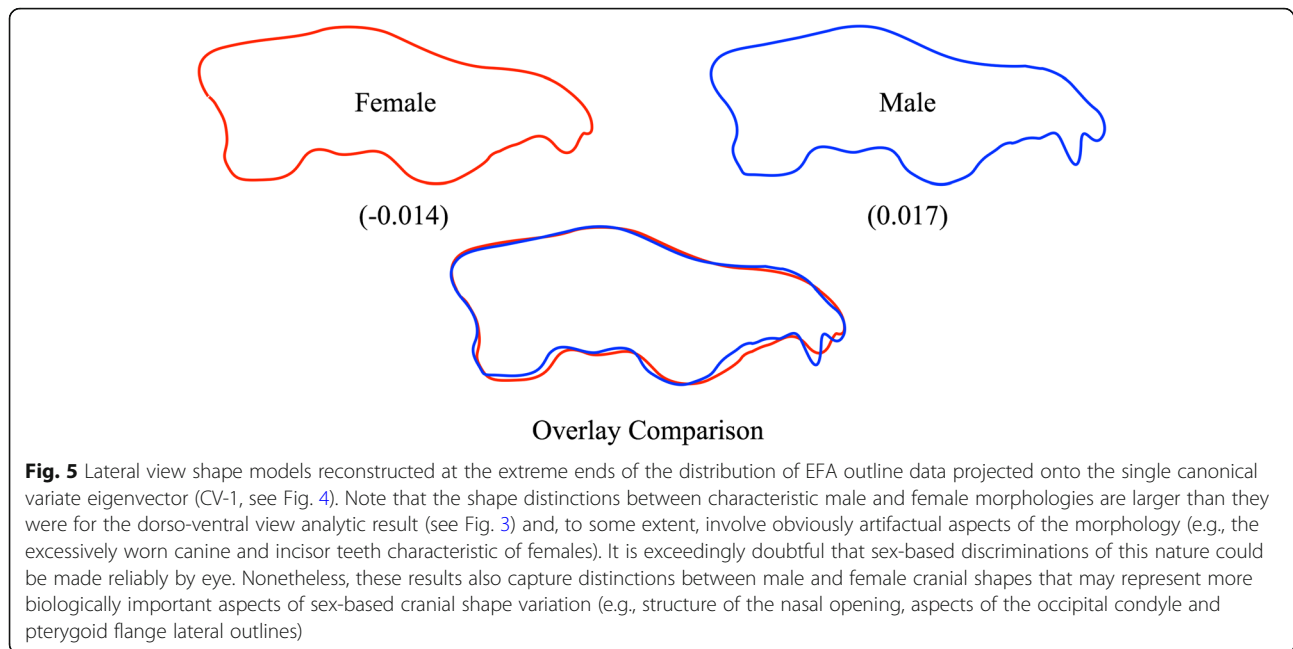 Female
Male
(-0.014)
(0.017)
Overlay Comparison
Fig. 5 Lateral view shape models reconstructed at the extreme ends of the distribution of EFA outline data projected onto the single canonical
variate eigenvector (CV-1, see Fig. 4). Note that the shape distinctions between characteristic male and female morphologies are larger than they
were for the dorso-ventral view analytic result (see Fig. 3) and, to some extent, involve obviously artifactual aspects of the morphology (e.g., the
excessively worn canine and incisor teeth characteristic of females). It is exceedingly doubtful that sex-based discriminations of this nature could
be made reliably by eye. Nonetheless, these results also capture distinctions between male and female cranial shapes that may represent more
biologically important aspects of sex-based cranial shape variation (e.g., structure of the nasal opening, aspects of the occipital condyle and
pterygoid flange lateral outlines)